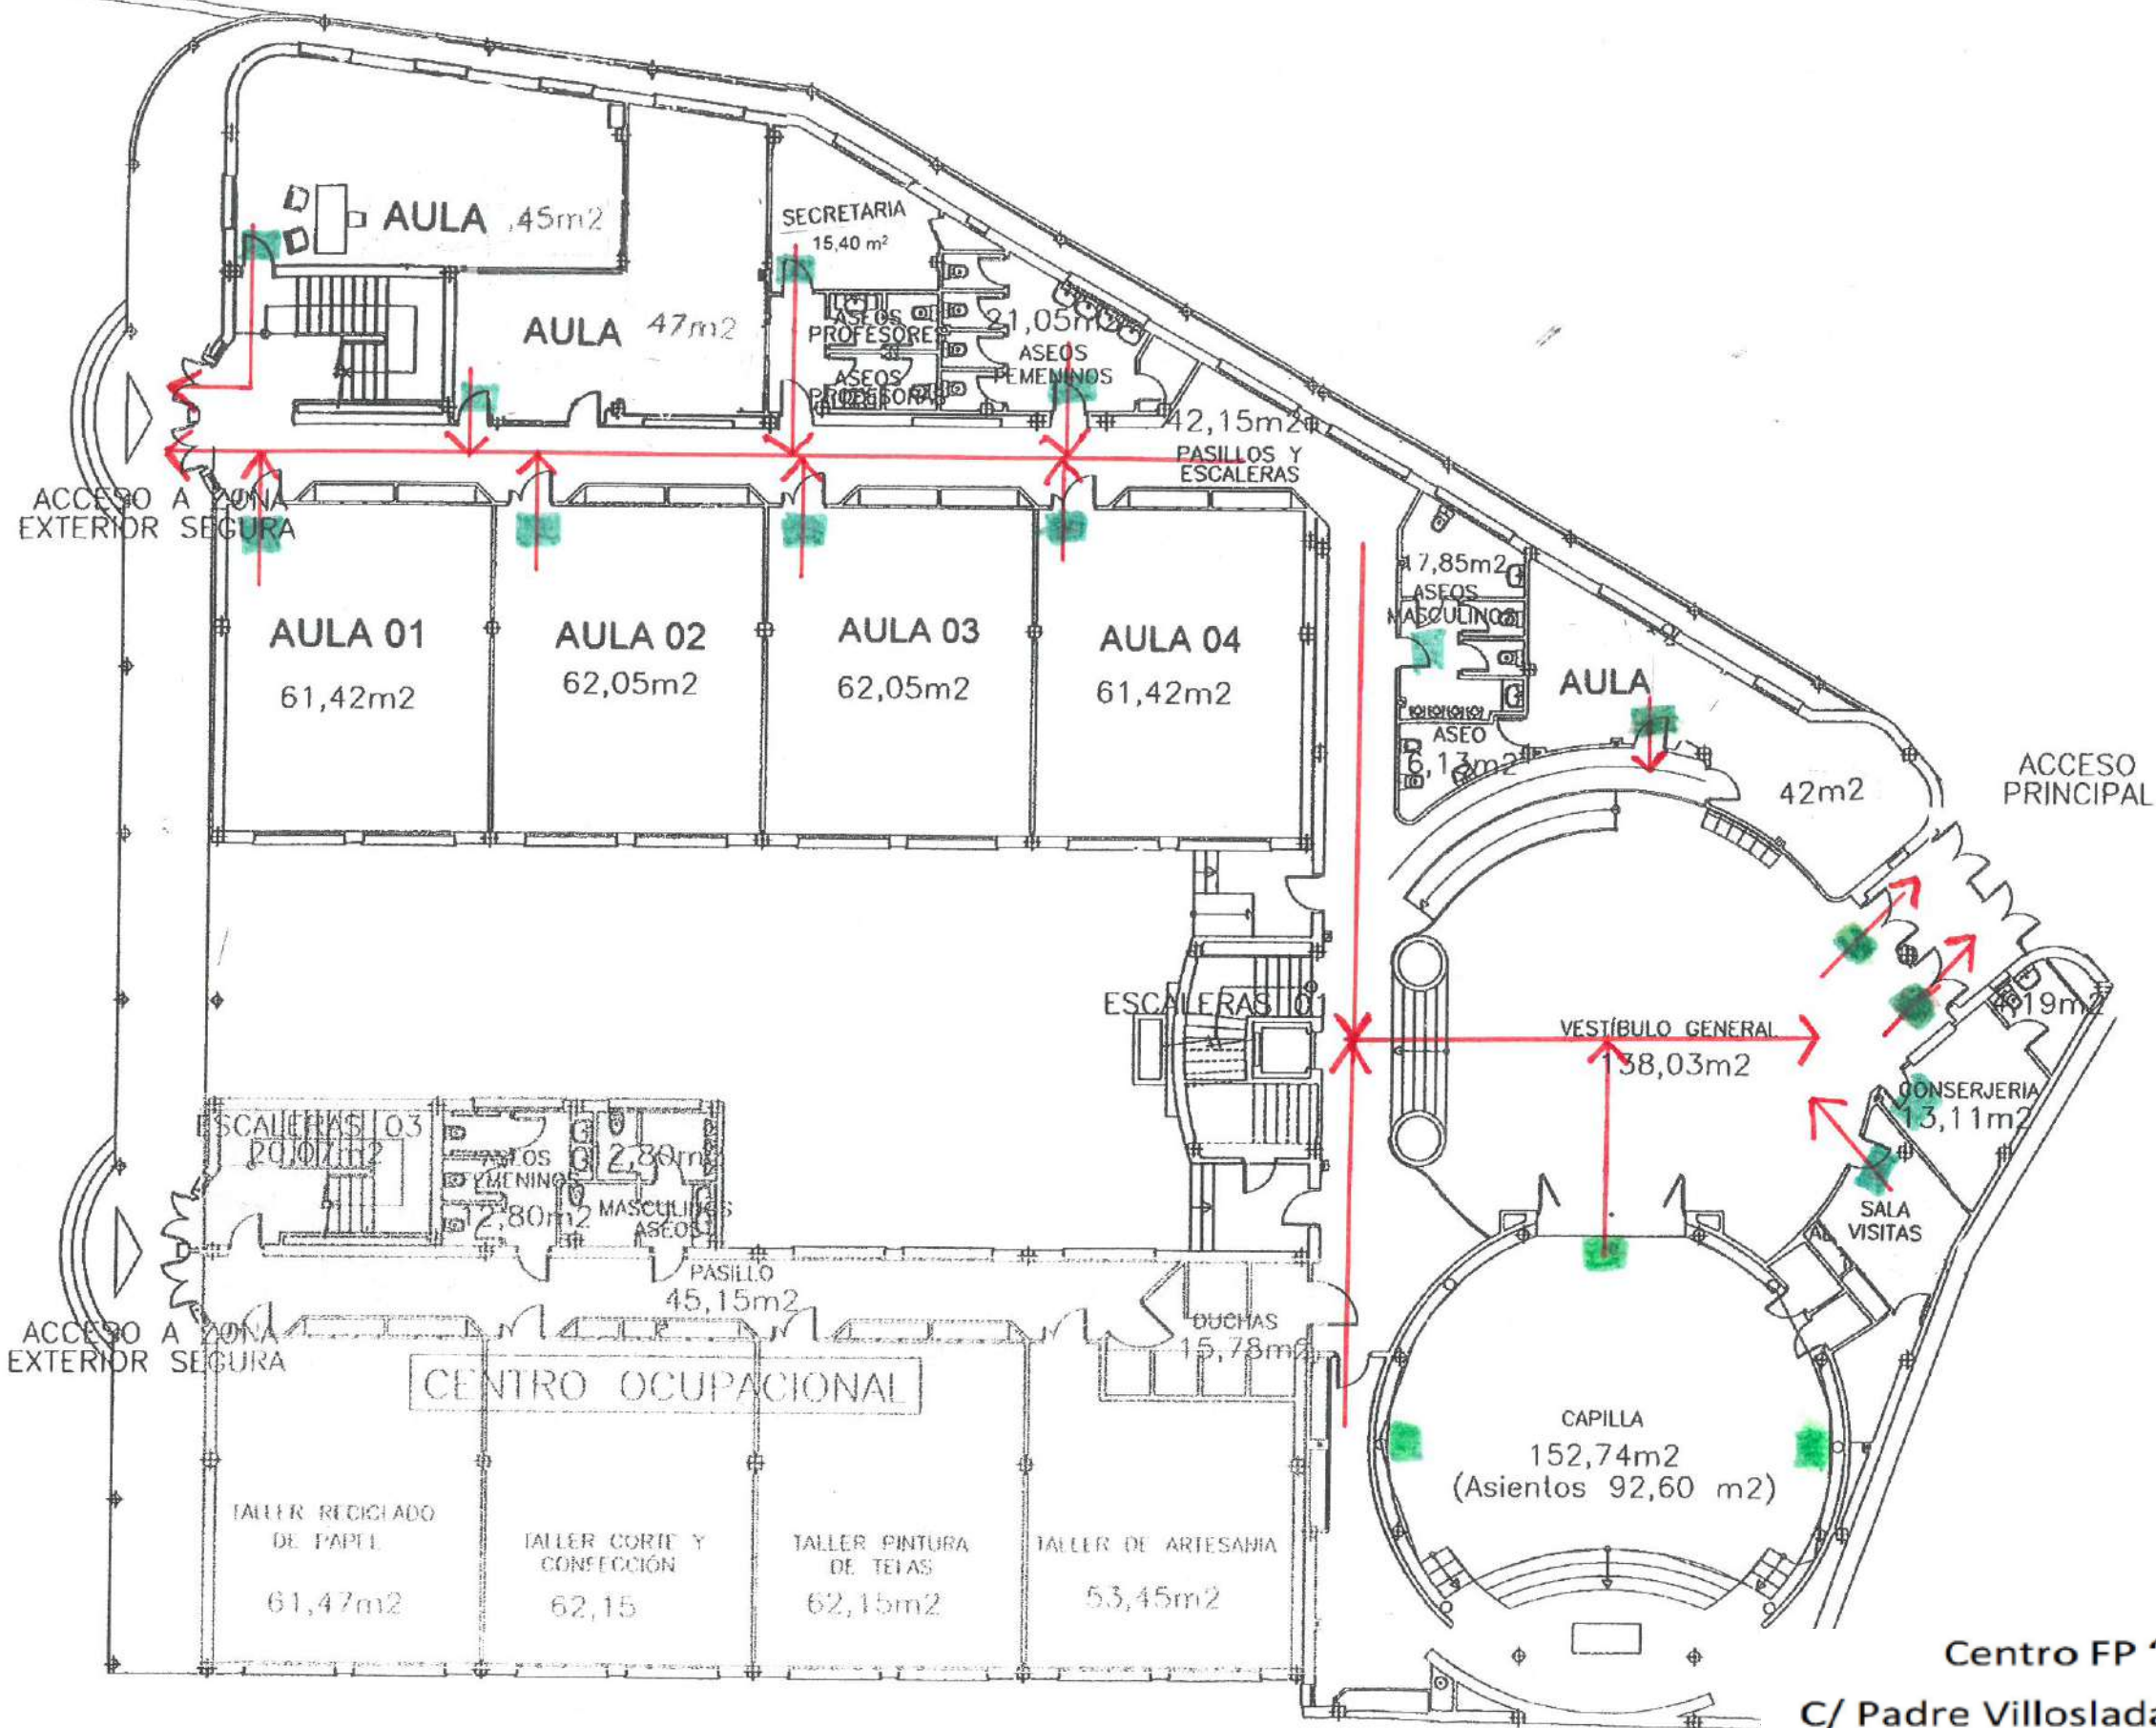 AULA ,45m2
SECRETARIA
15,40 m²
AULA 47m2
ASEOS
PROFESORES
ASEOS
PROFESORAS
21,05m2
ASEOS
FEMENINOS
42,15m2
PASILLOS Y
ESCALERAS
ACCESO A ZONA
EXTERIOR SEGURA
AULA 01
61,42m2
AULA 02
62,05m2
AULA 03
62,05m2
AULA 04
61,42m2
17,85m2
ASEOS
MASCULINOS
AULA
ASEO
6,13m2
42m2
ACCESO
PRINCIPAL
ESCALERAS 01
VESTÍBULO GENERAL
138,03m2
19m2
CONSERJERIA
13,11m2
ESCALERAS 03
20,07m2
ASEOS
FEMENINOS
12,80m2
12,80m2
MASCULINOS
ASEOS
SALA
VISITAS
PASILLO
45,15m2
DUCHAS
15,78m2
ACCESO A ZONA
EXTERIOR SEGURA
CENTRO OCUPACIONAL
CAPILLA
152,74m2
(Asientos 92,60 m2)
TALLER RECICLADO
DE PAPEL
61,47m2
TALLER CORTE Y
CONFECCIÓN
62,15
TALLER PINTURA
DE TELAS
62,15m2
TALLER DE ARTESANIA
53,45m2
Centro FP "
C/ Padre Villoslada